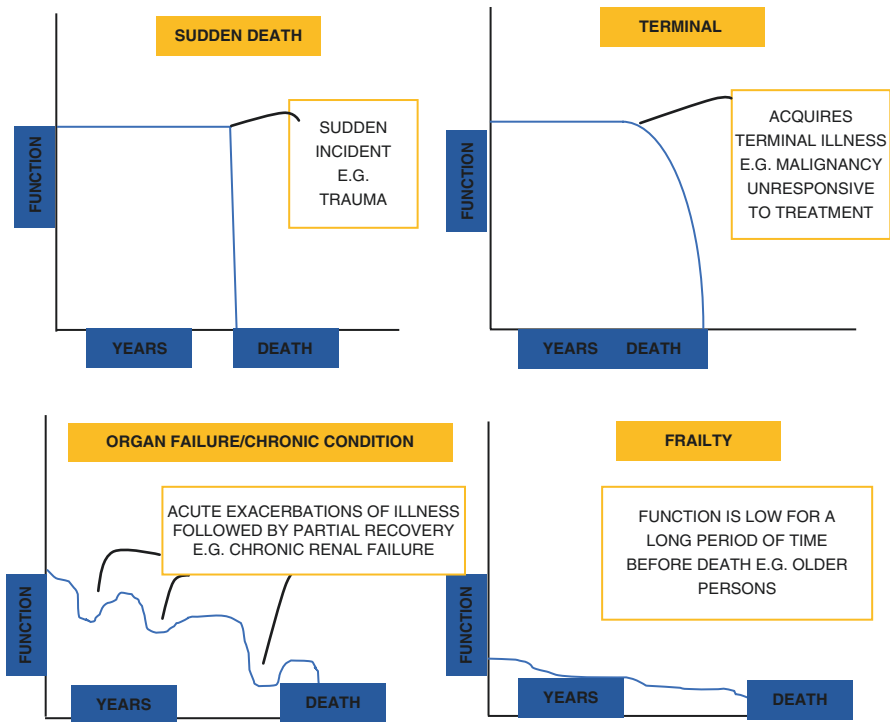 SUDDEN DEATH
FUNCTION
SUDDEN
INCIDENT
E.G.
TRAUMA
YEARS
DEATH
TERMINAL
FUNCTION
ACQUIRES
TERMINAL ILLNESS
E.G. MALIGNANCY
UNRESPONSIVE
TO TREATMENT
YEARS DEATH
ORGAN FAILURE/CHRONIC CONDITION
ACUTE EXACERBATIONS OF ILLNESS
FOLLOWED BY PARTIAL RECOVERY
E.G. CHRONIC RENAL FAILURE
FUNCTION
YEARS
DEATH
FRAILTY
FUNCTION IS LOW FOR A
LONG PERIOD OF TIME
BEFORE DEATH E.G. OLDER
PERSONS
FUNCTION
YEARS
DEATH